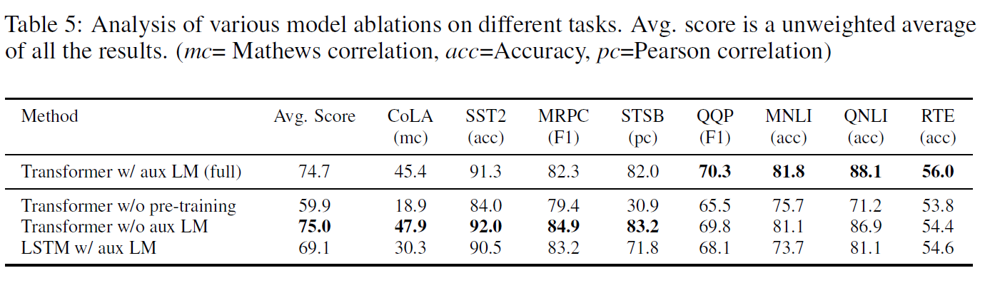 Table 5: Analysis of various model ablations on different tasks. Avg. score is a unweighted average
of all the results. (mc= Mathews correlation, acc=Accuracy, pc=Pearson correlation)
Method Avg. Score CoLA SST2 MRPC STSB QQP MNLI QNLI RTE
(mc) (acc) (F1) (pc) (F1) (acc) (acc) (acc)
Transformer w/ aux LM (full) 74.7 45.4 91.3 82.3 82.0 70.3 81.8 88.1 56.0
Transformer w/o pre-training 59.9 18.9 84.0 79.4 30.9 65.5 75.7 71.2 53.8
Transformer w/o aux LM 75.0 47.9 92.0 84.9 83.2 69.8 81.1 86.9 54.4
LSTM w/ aux LM 69.1 30.3 90.5 83.2 71.8 68.1 73.7 81.1 54.6